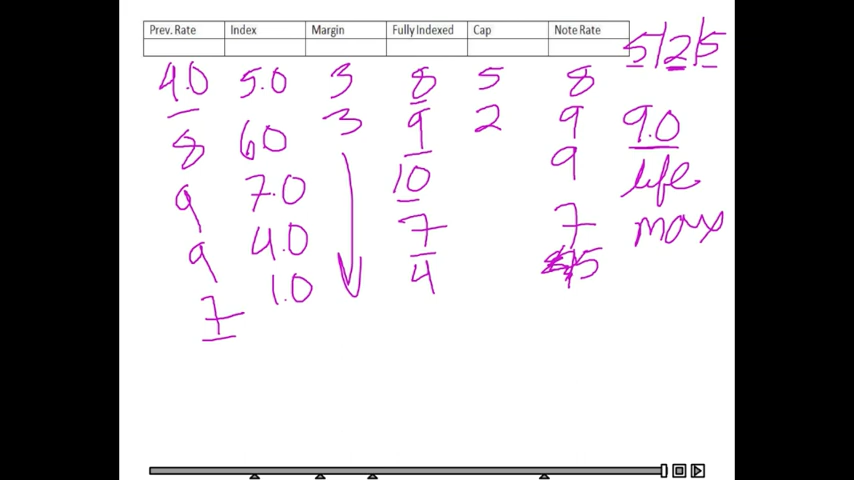 Prev. Rate Index Margin Fully Indexed Cap Note Rate
5/2/5
4.0 5.0 3 8 5 8
8 6.0 3 9 2 9 9.0
9 7.0 10 9 life
9 4.0 7 7 max
7 1.0 4 5